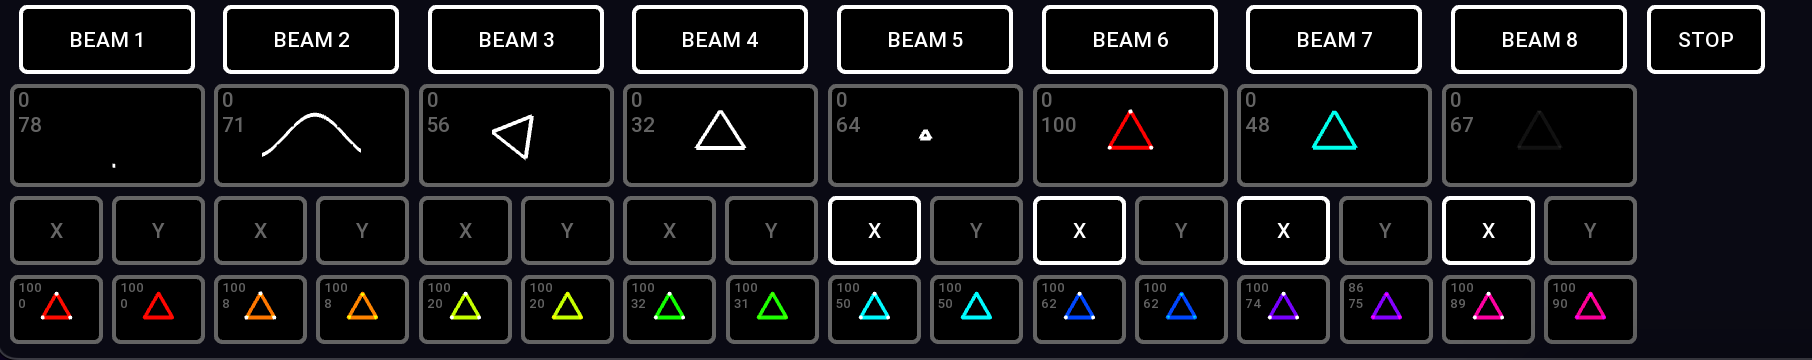 BEAM 1 BEAM 2 BEAM 3 BEAM 4 BEAM 5 BEAM 6 BEAM 7 BEAM 8 STOP
0 0 0 0 0 0 0 0
78 71 56 32 64 100 48 67
X Y X Y X Y X Y X Y X Y X Y X Y
100 100 100 100 100 100 100 100 100 100 100 100 100 86 100 100
0 0 8 8 20 20 32 31 50 50 62 62 74 75 89 90